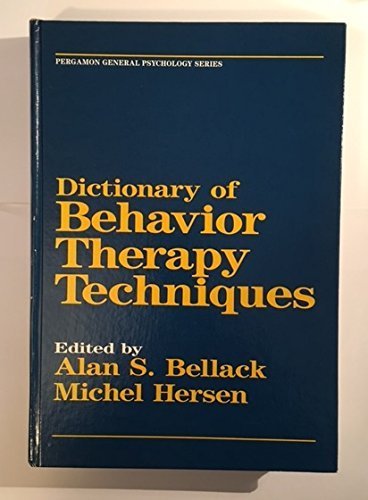 PERGAMON GENERAL PSYCHOLOGY SERIES
Dictionary of
Behavior
Therapy
Techniques
Edited by
Alan S. Bellack
Michel Hersen